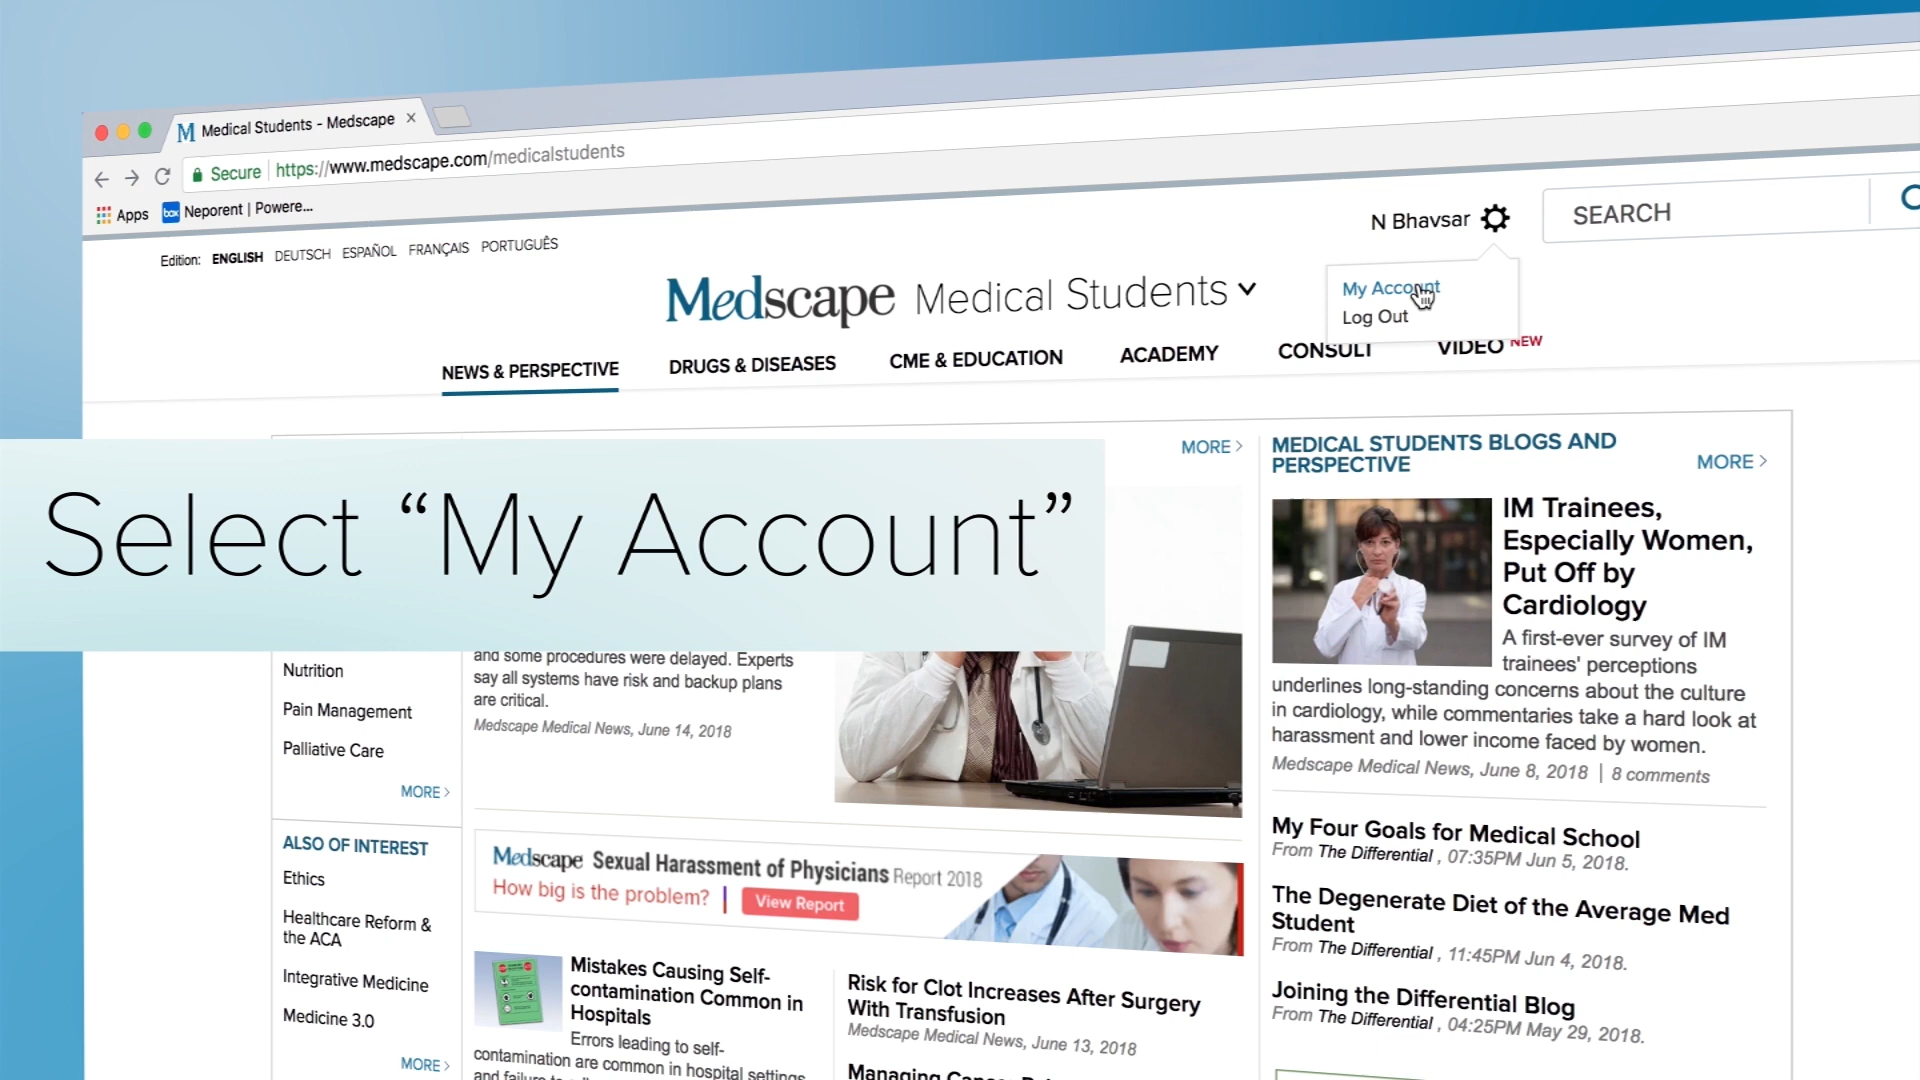 Medical Students - Medscape
Secure https://www.medscape.com/medicalstudents
Apps box Neporent | Powere...
N Bhavsar
SEARCH
Edition: ENGLISH DEUTSCH ESPAÑOL FRANÇAIS PORTUGUÊS
Medscape Medical Students
My Account
Log Out
NEWS & PERSPECTIVE DRUGS & DISEASES CME & EDUCATION ACADEMY CONSULT VIDEO NEW
Select “My Account”
Nutrition
Pain Management
Palliative Care
MORE >
ALSO OF INTEREST
Ethics
Healthcare Reform &
the ACA
Integrative Medicine
Medicine 3.0
MORE >
MORE >
and some procedures were delayed. Experts
say all systems have risk and backup plans
are critical.
Medscape Medical News, June 14, 2018
Medscape Sexual Harassment of Physicians Report 2018
How big is the problem? | View Report
Mistakes Causing Self-
contamination Common in
Hospitals
Errors leading to self-
contamination are common in hospital settings
Risk for Clot Increases After Surgery
With Transfusion
Medscape Medical News, June 13, 2018
MEDICAL STUDENTS BLOGS AND
PERSPECTIVE
MORE >
IM Trainees,
Especially Women,
Put Off by
Cardiology
A first-ever survey of IM
trainees' perceptions
underlines long-standing concerns about the culture
in cardiology, while commentaries take a hard look at
harassment and lower income faced by women.
Medscape Medical News, June 8, 2018 | 8 comments
My Four Goals for Medical School
From The Differential , 07:35PM Jun 5, 2018.
The Degenerate Diet of the Average Med
Student
From The Differential , 11:45PM Jun 4, 2018.
Joining the Differential Blog
From The Differential , 04:25PM May 29, 2018.